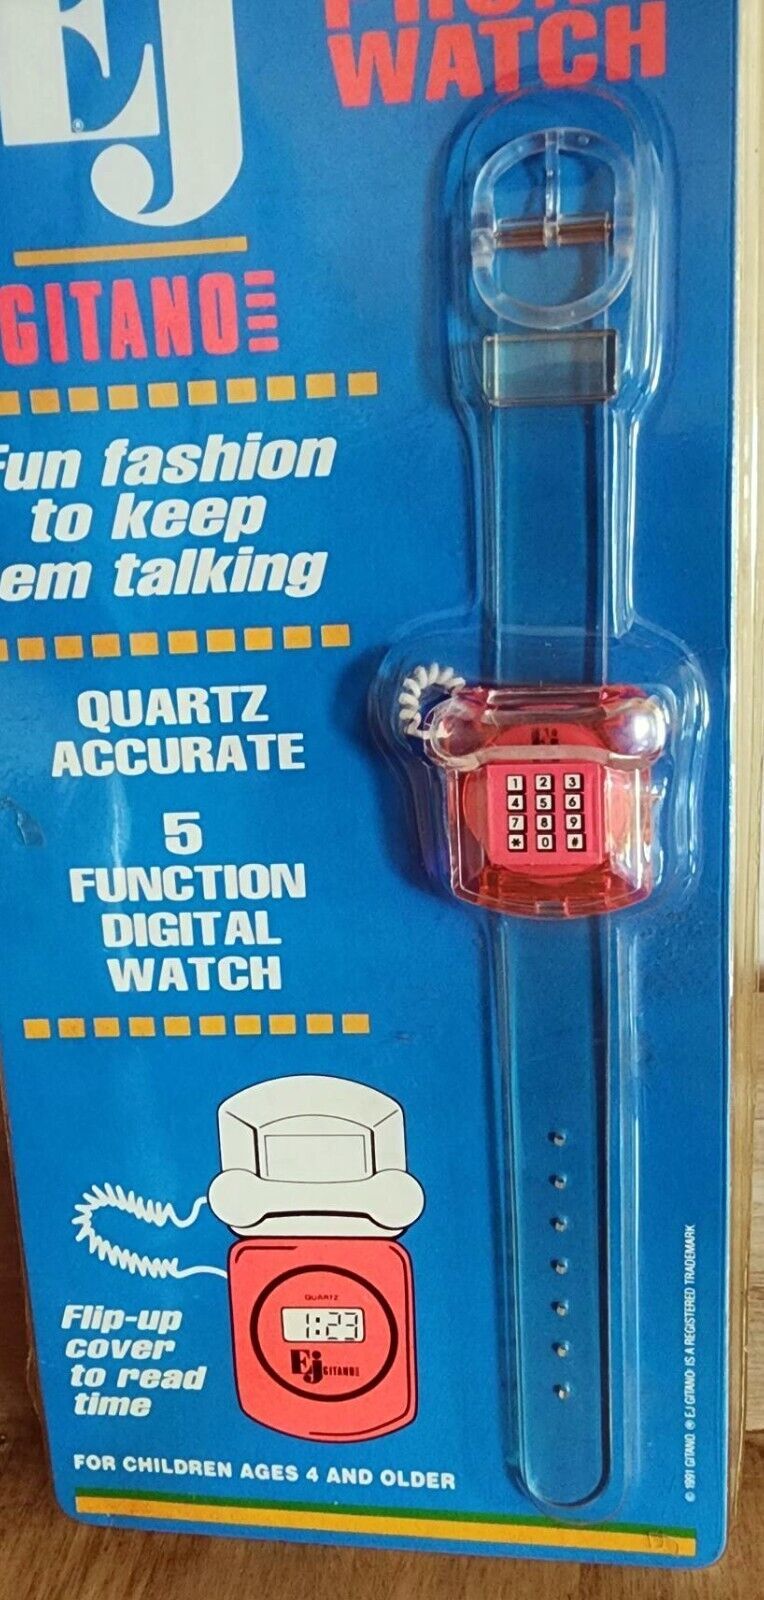 Ej
®
WATCH
GITANO
Fun fashion
to keep
'em talking
QUARTZ
ACCURATE
5
FUNCTION
DIGITAL
WATCH
Ej
1 2 3
4 5 6
7 8 9
* 0 #
QUARTZ
1:23
Ej GITANO
Flip-up
cover
to read
time
FOR CHILDREN AGES 4 AND OLDER
© 1991 GITANO ® EJ GITANO IS A REGISTERED TRADEMARK